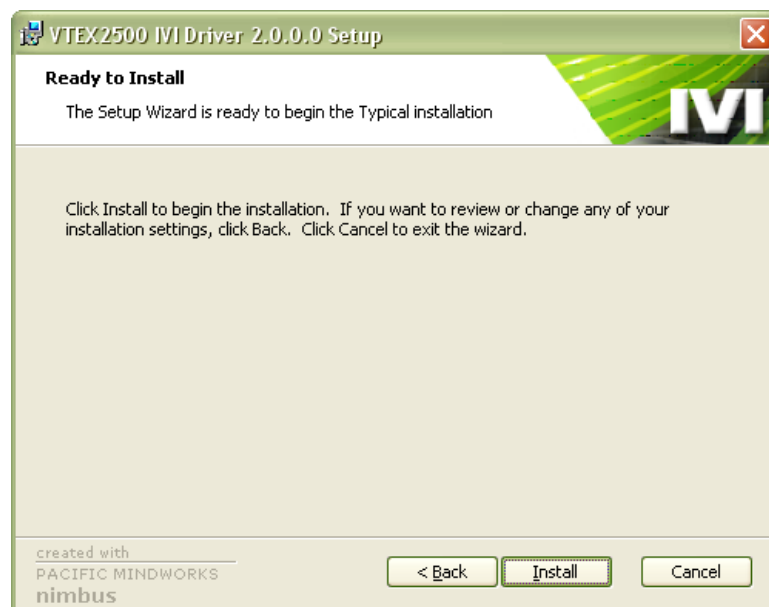 VTEX2500 IVI Driver 2.0.0.0 Setup
Ready to Install
The Setup Wizard is ready to begin the Typical installation
IVI
Click Install to begin the installation. If you want to review or change any of your
installation settings, click Back. Click Cancel to exit the wizard.
created with
PACIFIC MINDWORKS
nimbus
< Back
Install
Cancel